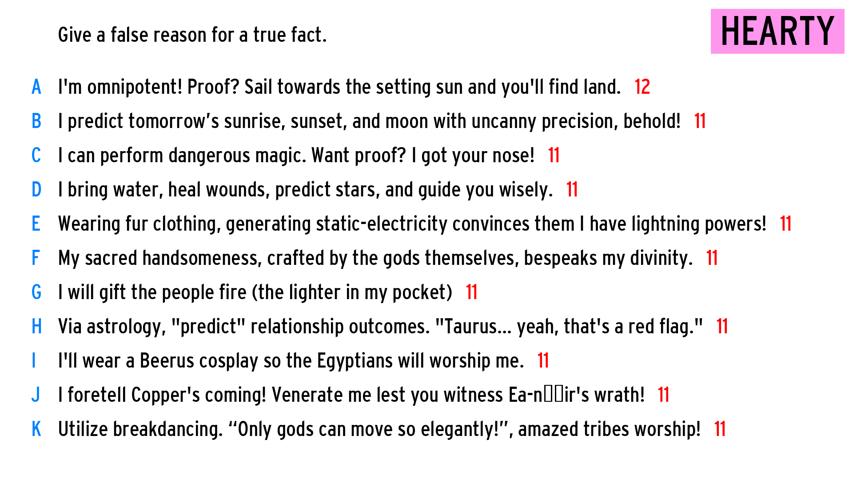 Give a false reason for a true fact.
HEARTY
A I'm omnipotent! Proof? Sail towards the setting sun and you'll find land. 12
B I predict tomorrow’s sunrise, sunset, and moon with uncanny precision, behold! 11
C I can perform dangerous magic. Want proof? I got your nose! 11
D I bring water, heal wounds, predict stars, and guide you wisely. 11
E Wearing fur clothing, generating static-electricity convinces them I have lightning powers! 11
F My sacred handsomeness, crafted by the gods themselves, bespeaks my divinity. 11
G I will gift the people fire (the lighter in my pocket) 11
H Via astrology, "predict" relationship outcomes. "Taurus... yeah, that's a red flag." 11
I I'll wear a Beerus cosplay so the Egyptians will worship me. 11
J I foretell Copper's coming! Venerate me lest you witness Ea-n▯▯ir's wrath! 11
K Utilize breakdancing. “Only gods can move so elegantly!”, amazed tribes worship! 11